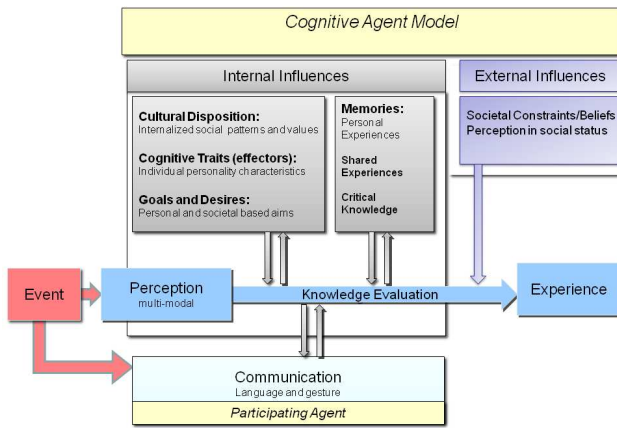 Cognitive Agent Model
Internal Influences
External Influences
Cultural Disposition:
Internalized social patterns and values
Cognitive Traits (effectors):
Individual personality characteristics
Goals and Desires:
Personal and societal based aims
Memories:
Personal
Experiences
Shared
Experiences
Critical
Knowledge
Societal Constraints/Beliefs
Perception in social status
Event
Perception
multi-modal
Knowledge Evaluation
Experience
Communication
Language and gesture
Participating Agent